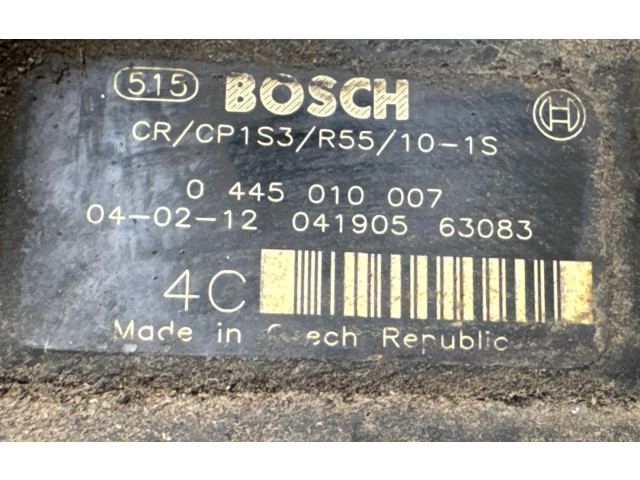 515 BOSCH
CR/CP1S3/R55/10-1S
0 445 010 007
04-02-12 041905 63083
4C
Made in Czech Republic